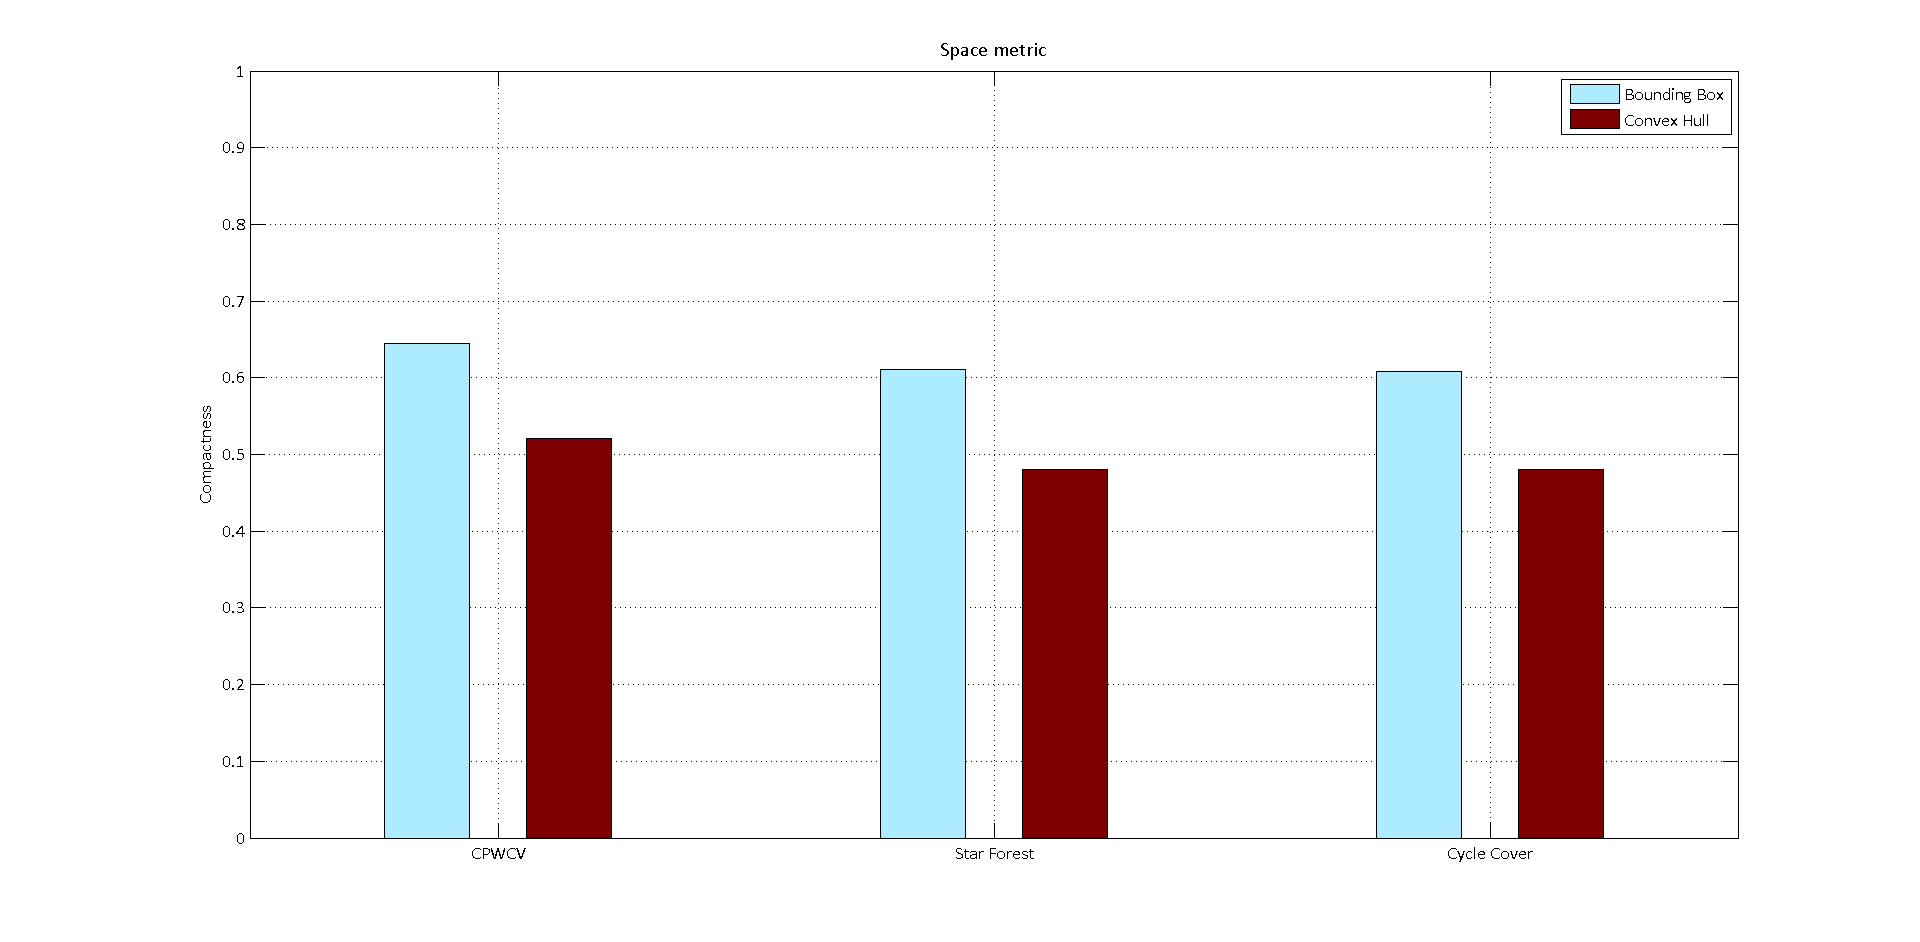 Space metric
Bounding Box
Convex Hull
1
0.9
0.8
0.7
0.6
0.5
0.4
0.3
0.2
0.1
0
Compactness
CPWCV
Star Forest
Cycle Cover